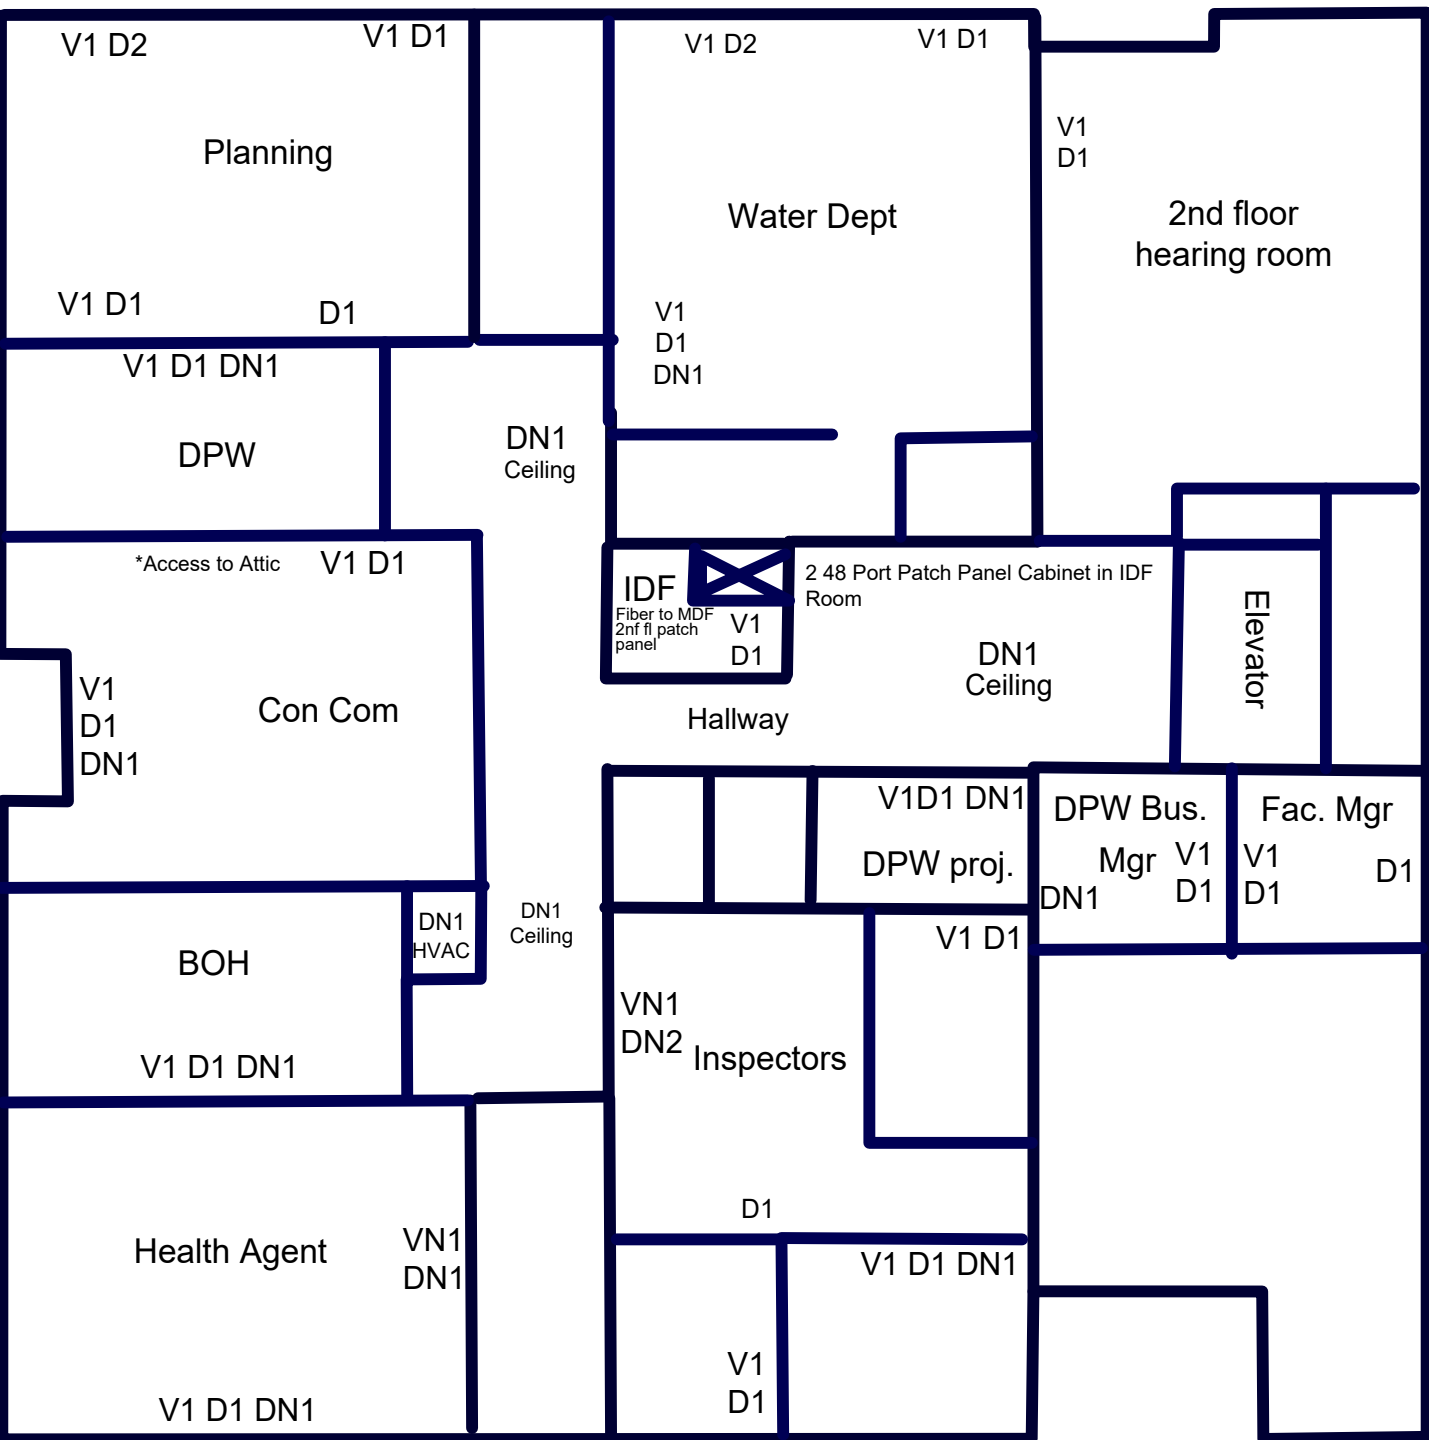 V1 D2
V1 D1
V1 D2
V1 D1
V1
D1
Planning
Water Dept
2nd floor
hearing room
V1 D1
D1
V1
D1
DN1
V1 D1 DN1
DPW
DN1
Ceiling
*Access to Attic
V1 D1
IDF
Fiber to MDF
2nf fl patch
panel
V1
D1
2 48 Port Patch Panel Cabinet in IDF
Room
DN1
Ceiling
Elevator
V1
D1
DN1
Con Com
Hallway
V1D1 DN1
DPW proj.
DPW Bus.
Mgr
V1
D1
DN1
Fac. Mgr
V1
D1
D1
BOH
DN1
HVAC
DN1
Ceiling
V1 D1
VN1
DN2
Inspectors
V1 D1 DN1
D1
Health Agent
VN1
DN1
V1 D1 DN1
V1
D1
V1 D1 DN1